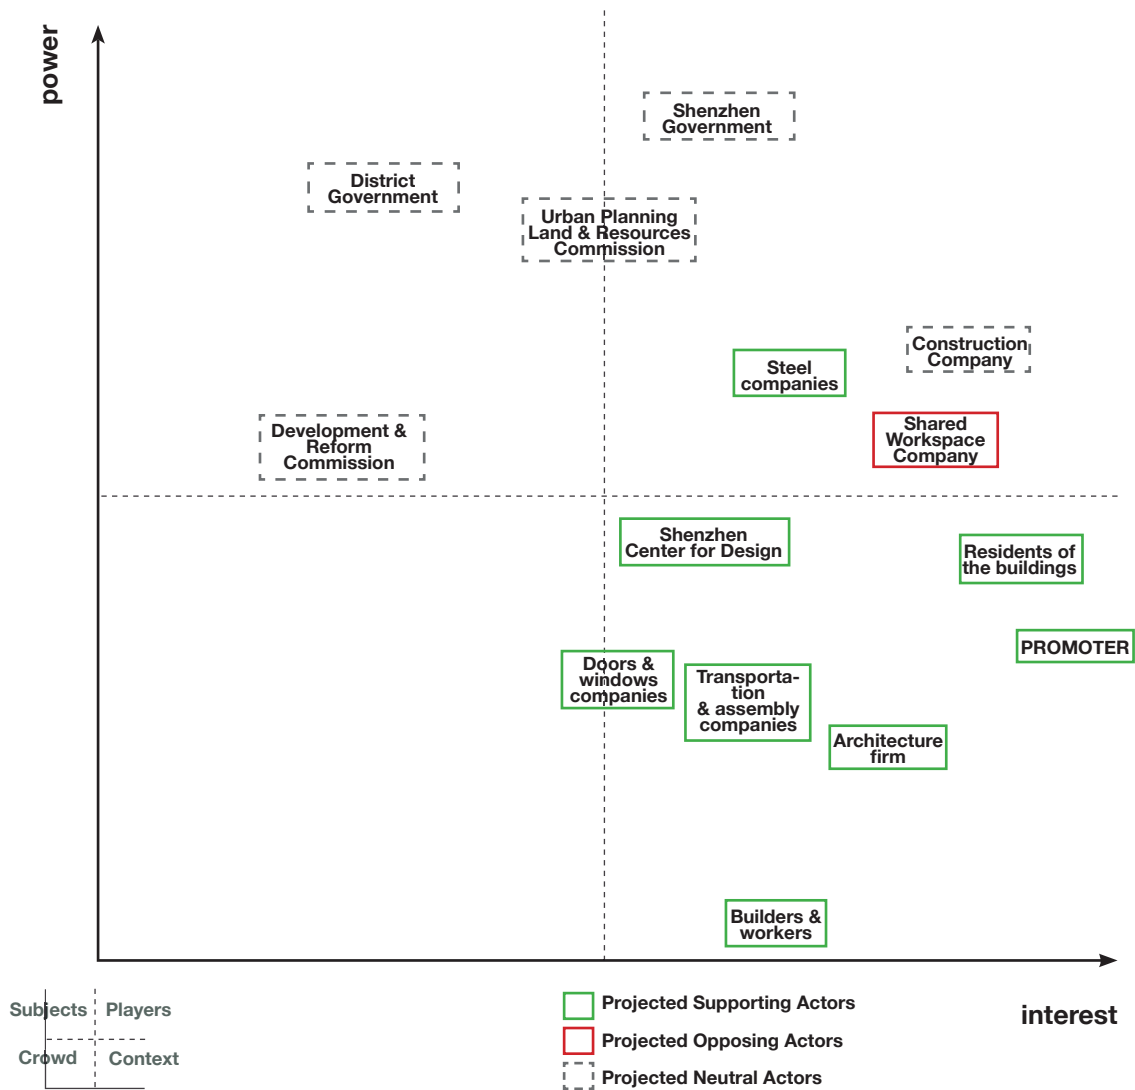 power
Shenzhen
Government
District
Government
Urban Planning
Land & Resources
Commission
Construction
Company
Steel
companies
Shared
Workspace
Company
Development &
Reform
Commission
Shenzhen
Center for Design
Residents of
the buildings
PROMOTER
Doors &
windows
companies
Transporta-
tion
& assembly
companies
Architecture
firm
Builders &
workers
interest
Subjects
Players
Crowd
Context
Projected Supporting Actors
Projected Opposing Actors
Projected Neutral Actors